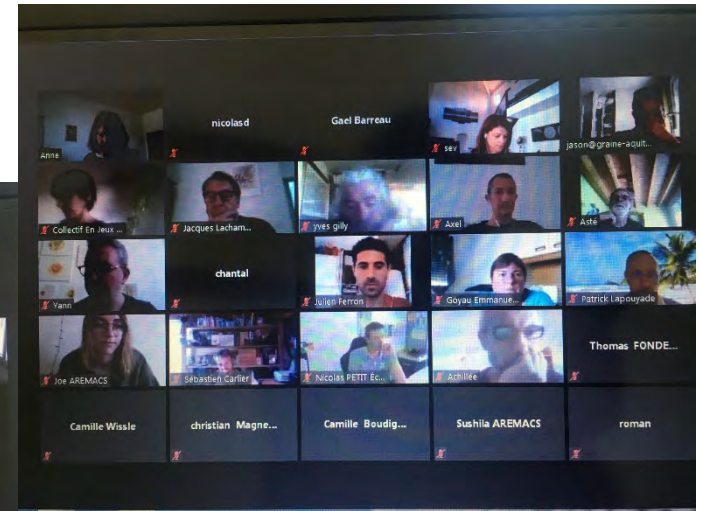 Anne
nicolasd
Gael Barreau
sev
jason@graine-aquit...
Collectif En Jeux ...
Jacques Lacham...
yves gilly
Axel
Asté
Yann
chantal
Julien Ferron
Goyau Emmanue...
Patrick Lapouyade
Joe AREMACS
Sébastien Carlier
Nicolas PETIT Éc...
Achillée
Thomas FONDE...
Camille Wissle
christian Magne...
Camille Boudig...
Sushila AREMACS
roman